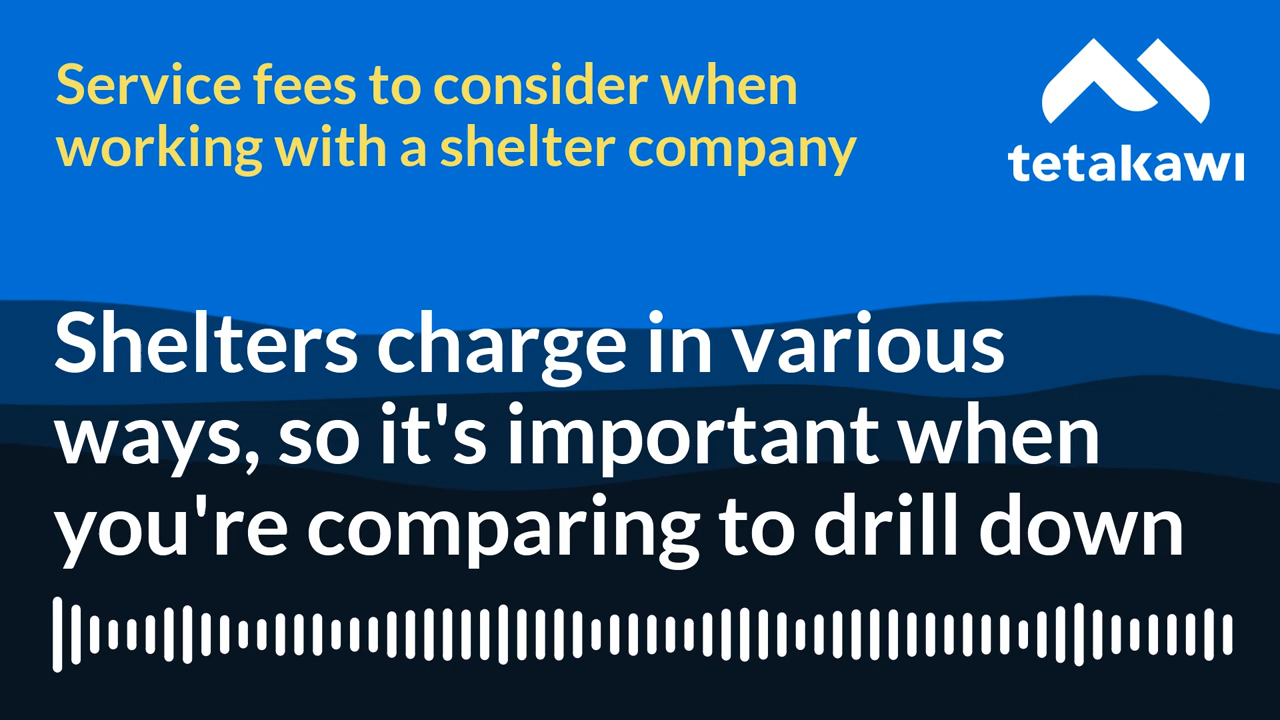 Service fees to consider when
working with a shelter company
tetakawi
Shelters charge in various
ways, so it's important when
you're comparing to drill down